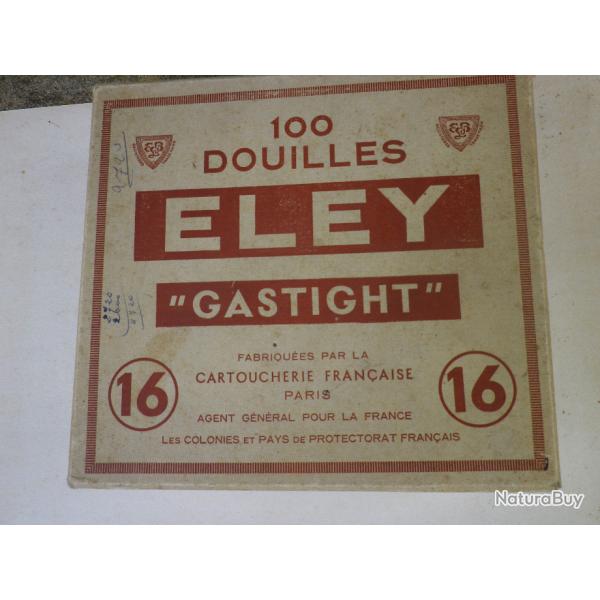 100
DOUILLES
ELEY
"GASTIGHT"
16
FABRIQUÉES PAR LA
CARTOUCHERIE FRANÇAISE
PARIS
AGENT GÉNÉRAL POUR LA FRANCE
LES COLONIES ET PAYS DE PROTECTORAT FRANÇAIS
16
NaturaBuy